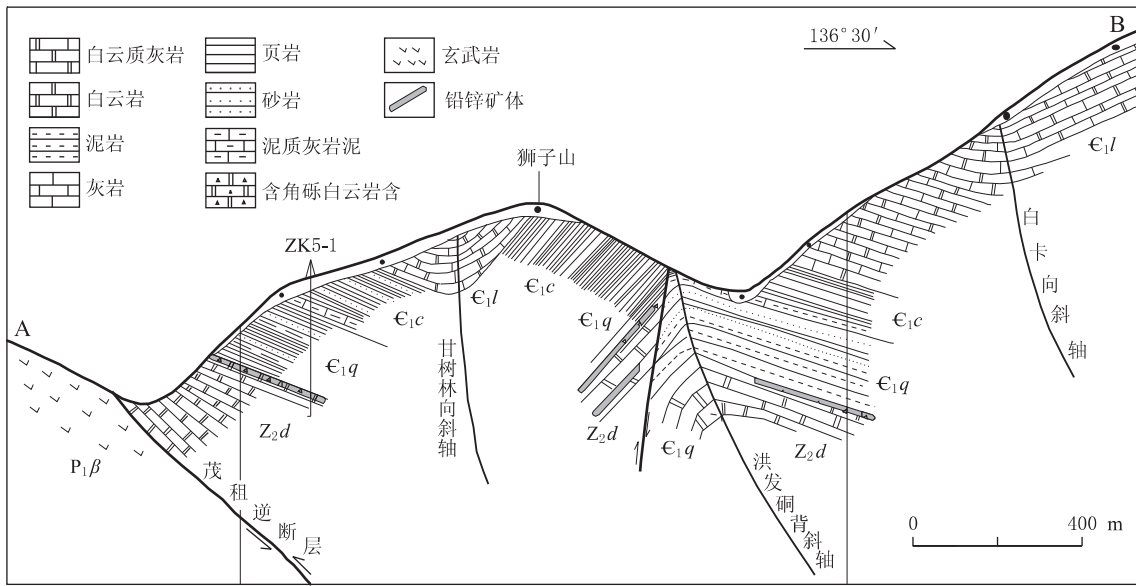 白云质灰岩
页岩
玄武岩
白云岩
砂岩
铅锌矿体
泥岩
泥质灰岩泥
灰岩
含角砾白云岩含
136°30′
A
B
狮子山
ZK5-1
Є₁l
Є₁c
Є₁l
Є₁c
Є₁q
Є₁q
Є₁c
Є₁q
Z₂d
Z₂d
Є₁q
Z₂d
P₁β
茂租逆断层
甘树林向斜轴
洪发硐背斜轴
白卡向斜轴
0
400 m